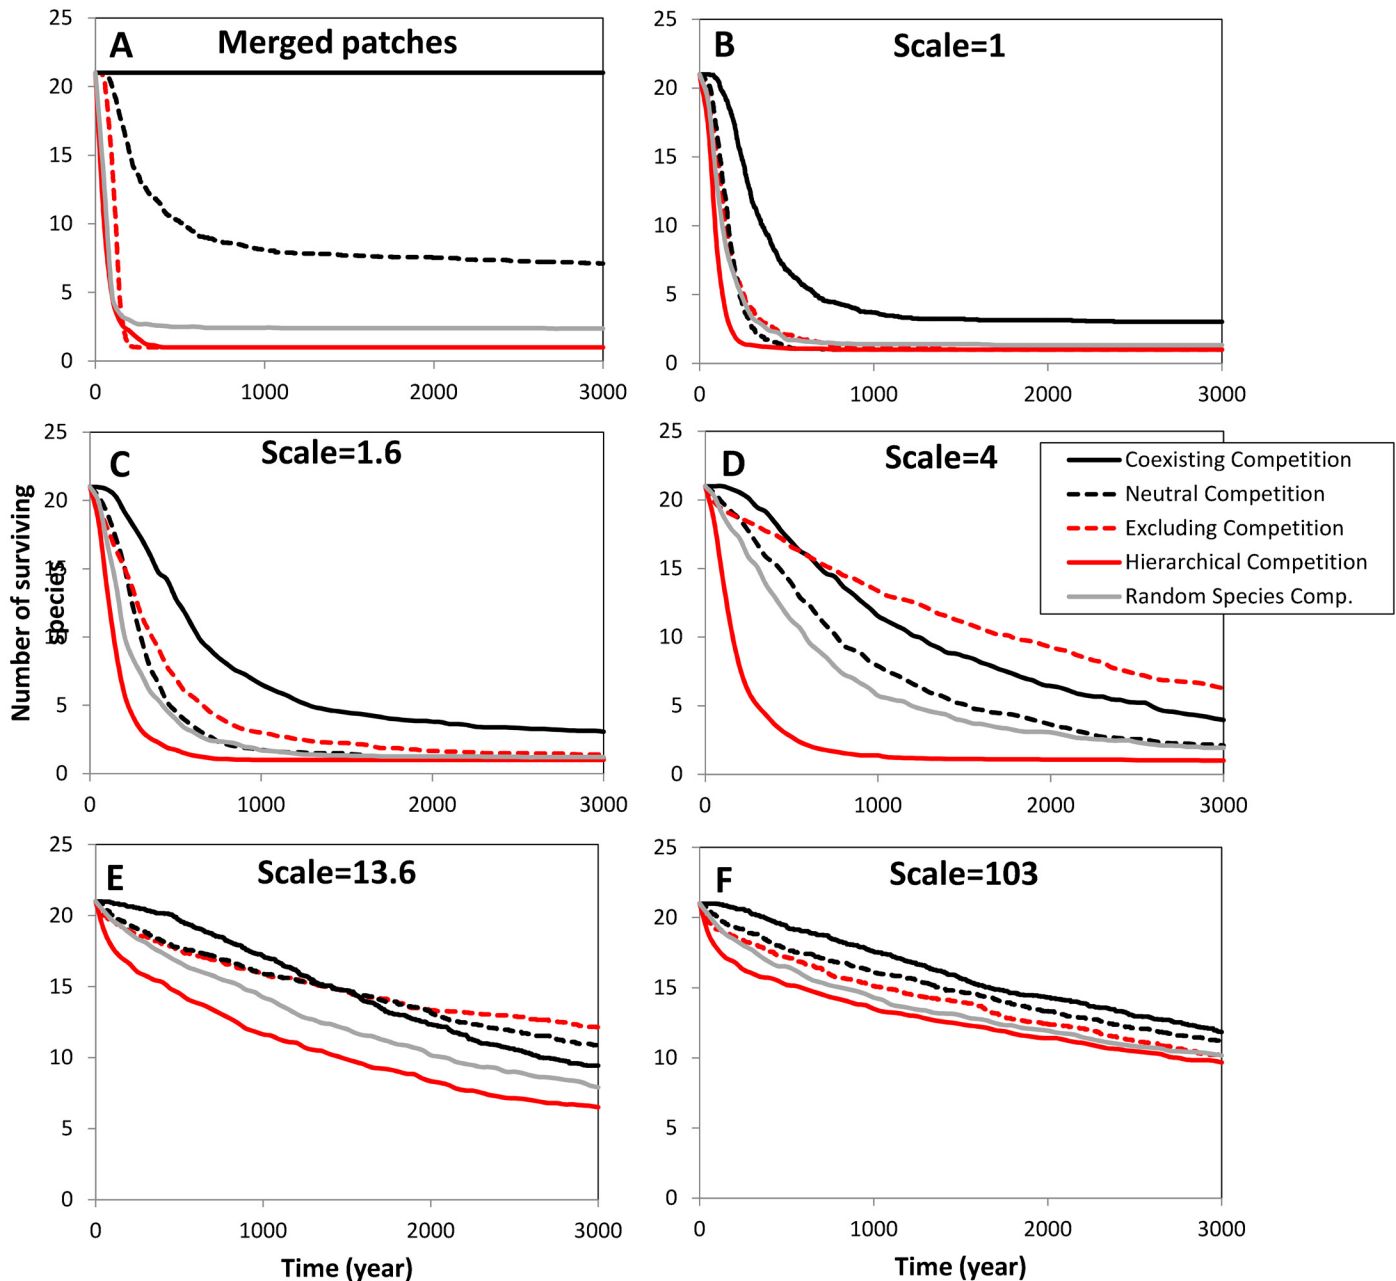 A Merged patches
25
20
15
10
5
0
0 1000 2000 3000
B Scale=1
25
20
15
10
5
0
0 1000 2000 3000
Number of surviving
species
C Scale=1.6
25
20
15
10
5
0
0 1000 2000 3000
D Scale=4
25
20
15
10
5
0
0 1000 2000 3000
Coexisting Competition
Neutral Competition
Excluding Competition
Hierarchical Competition
Random Species Comp.
E Scale=13.6
25
20
15
10
5
0
0 1000 2000 3000
Time (year)
F Scale=103
25
20
15
10
5
0
0 1000 2000 3000
Time (year)